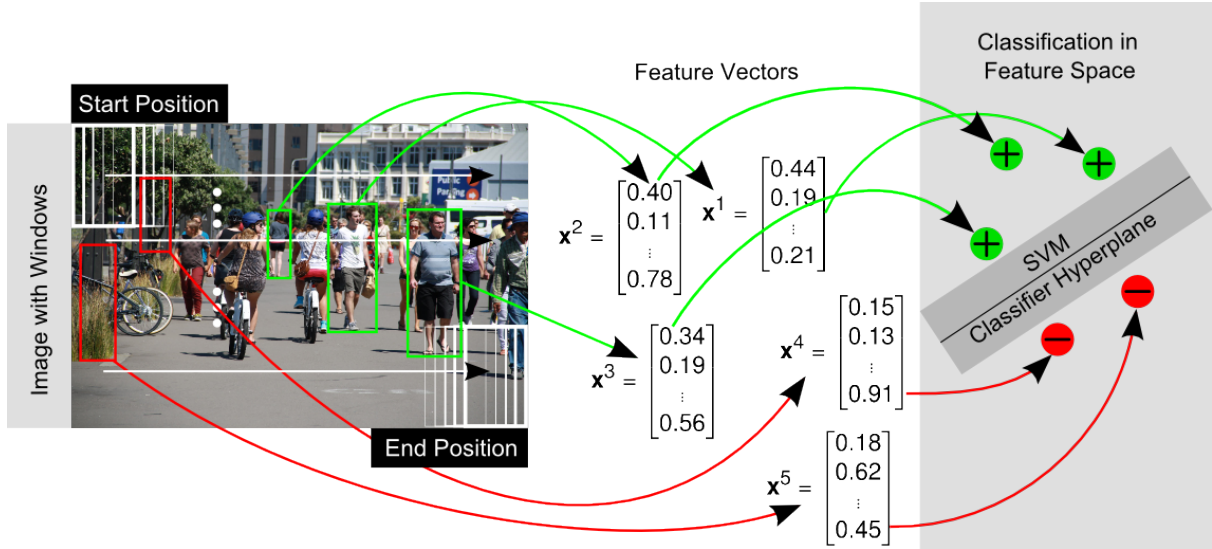 Classification in
Feature Space
Feature Vectors
Start Position
Image with Windows
Public
Parking
x² = [0.40
0.11
...
0.78]
x¹ = [0.44
0.19
...
0.21]
x³ = [0.34
0.19
...
0.56]
x⁴ = [0.15
0.13
...
0.91]
x⁵ = [0.18
0.62
...
0.45]
+
+
+
SVM
Classifier Hyperplane
−
−
End Position